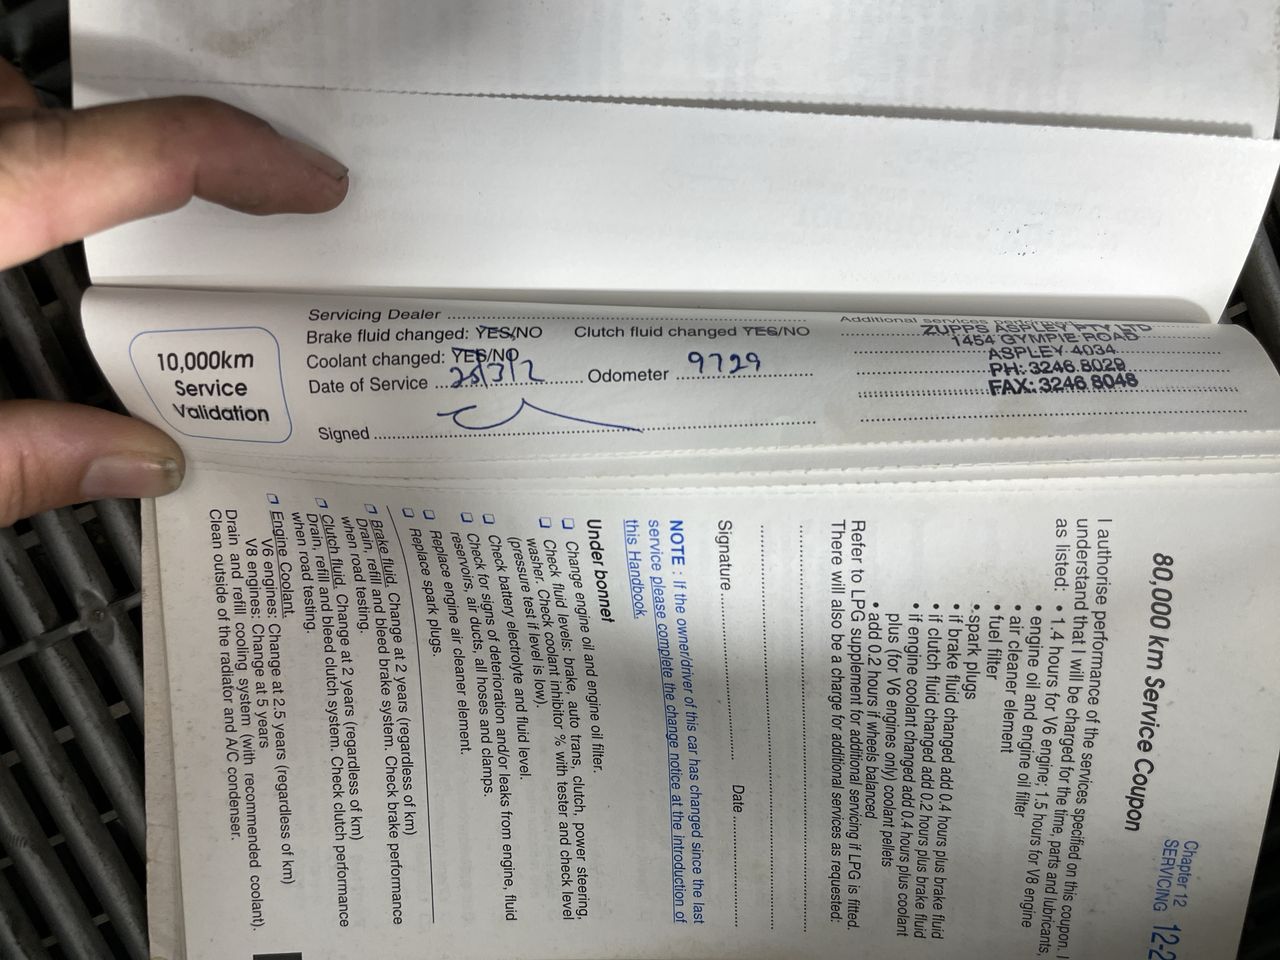 10,000km
Service
Validation
Servicing Dealer
Brake fluid changed: YES/NO Clutch fluid changed YES/NO
Coolant changed: YES/NO
Date of Service Odometer 9729
Signed
Additional services performed
ZUPPS ASPLEY PTY LTD
1454 GYMPIE ROAD
ASPLEY 4034
PH: 3246 8029
FAX: 3246 8048
Chapter 12
SERVICING 12-2
80,000 km Service Coupon
I authorise performance of the services specified on this coupon. I
understand that I will be charged for the time, parts and lubricants,
as listed: • 1.4 hours for V6 engine; 1.5 hours for V8 engine
• engine oil and engine oil filter
• air cleaner element
• fuel filter
• spark plugs
• if brake fluid changed add 0.4 hours plus brake fluid
• if clutch fluid changed add 0.2 hours plus brake fluid
• if engine coolant changed add 0.4 hours plus coolant
plus (for V6 engines only) coolant pellets
• add 0.2 hours if wheels balanced
Refer to LPG supplement for additional servicing if LPG is fitted.
There will also be a charge for additional services as requested:
Signature Date
NOTE : If the owner/driver of this car has changed since the last
service please complete the change notice at the introduction of
this Handbook.
Under bonnet
❒ Change engine oil and engine oil filter.
❒ Check fluid levels: brake, auto trans, clutch, power steering,
washer. Check coolant inhibitor % with tester and check level
(pressure test if level is low).
❒ Check battery electrolyte and fluid level.
❒ Check for signs of deterioration and/or leaks from engine, fluid
reservoirs, air ducts, all hoses and clamps.
❒ Replace engine air cleaner element.
❒ Replace spark plugs.
❒ Brake fluid. Change at 2 years (regardless of km)
Drain, refill and bleed brake system. Check brake performance
when road testing.
❒ Clutch fluid. Change at 2 years (regardless of km)
Drain, refill and bleed clutch system. Check clutch performance
when road testing.
❒ Engine Coolant.
V6 engines: Change at 2.5 years (regardless of km)
V8 engines: Change at 5 years
Drain and refill cooling system (with recommended coolant).
Clean outside of the radiator and A/C condenser.